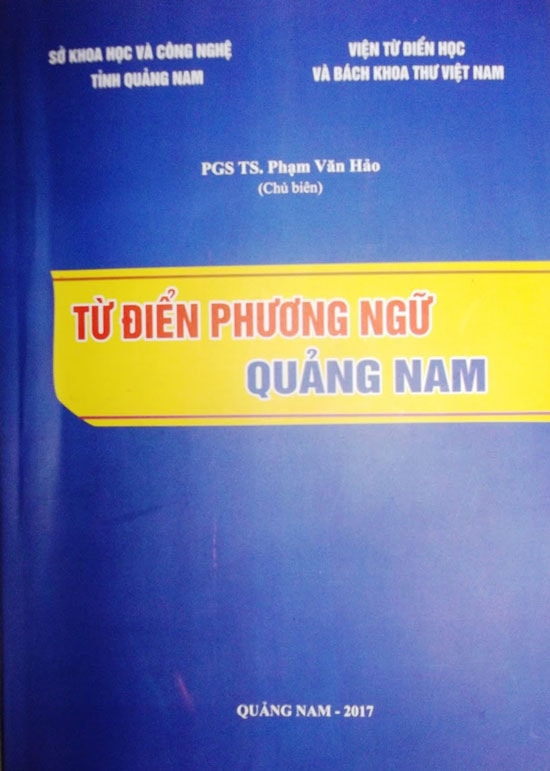 SỞ KHOA HỌC VÀ CÔNG NGHỆ
TỈNH QUẢNG NAM
VIỆN TỪ ĐIỂN HỌC
VÀ BÁCH KHOA THƯ VIỆT NAM
PGS TS. Phạm Văn Hảo
(Chủ biên)
TỪ ĐIỂN PHƯƠNG NGỮ
QUẢNG NAM
QUẢNG NAM - 2017